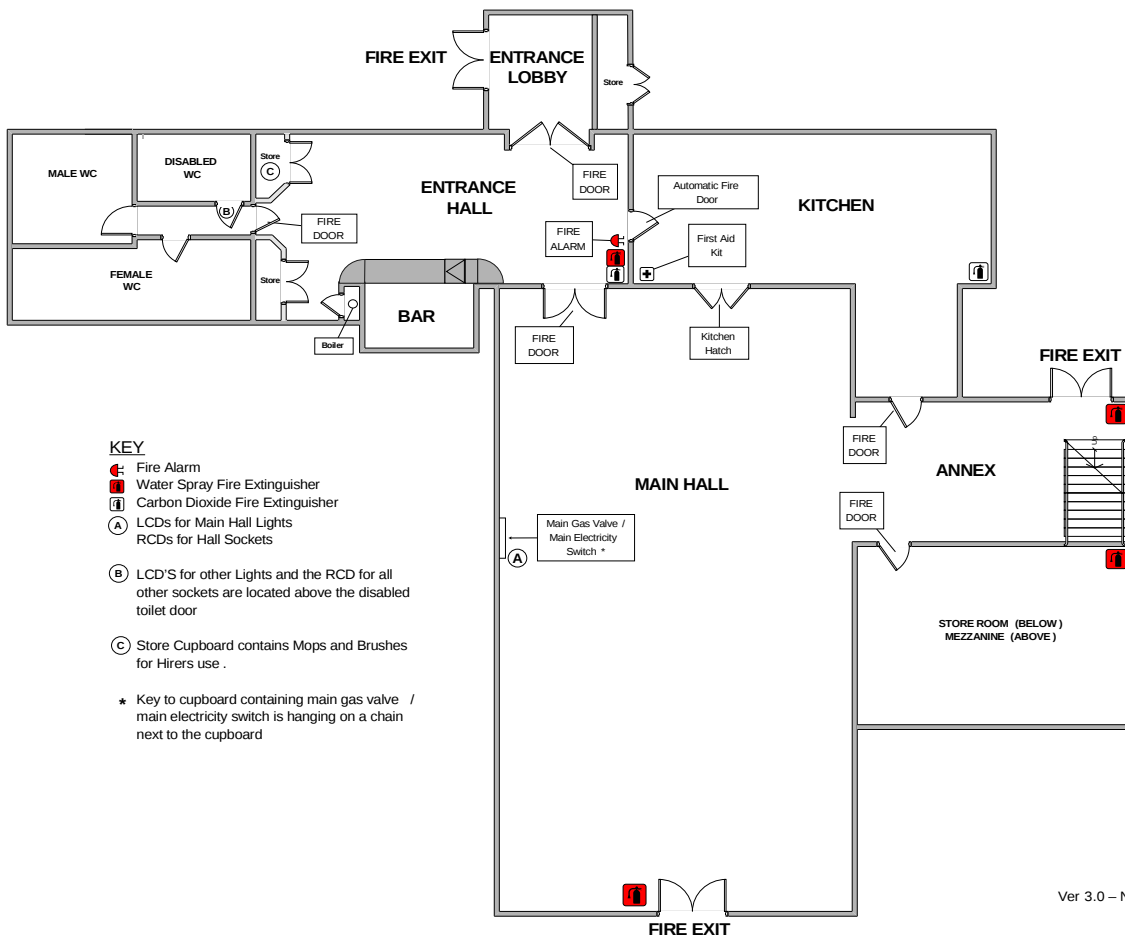 FIRE EXIT
ENTRANCE
LOBBY
Store
MALE WC
DISABLED
WC
Store
C
B
FIRE
DOOR
ENTRANCE
HALL
FIRE
DOOR
Automatic Fire
Door
KITCHEN
FIRE
ALARM
First Aid
Kit
FEMALE
WC
Store
BAR
Boiler
FIRE
DOOR
Kitchen
Hatch
FIRE EXIT
FIRE
DOOR
ANNEX
MAIN HALL
FIRE
DOOR
Main Gas Valve /
Main Electricity
Switch *
A
STORE ROOM (BELOW )
MEZZANINE (ABOVE )
KEY
Fire Alarm
Water Spray Fire Extinguisher
Carbon Dioxide Fire Extinguisher
A LCDs for Main Hall Lights
RCDs for Hall Sockets
B LCD'S for other Lights and the RCD for all
other sockets are located above the disabled
toilet door
C Store Cupboard contains Mops and Brushes
for Hirers use .
* Key to cupboard containing main gas valve /
main electricity switch is hanging on a chain
next to the cupboard
Ver 3.0 – N
FIRE EXIT